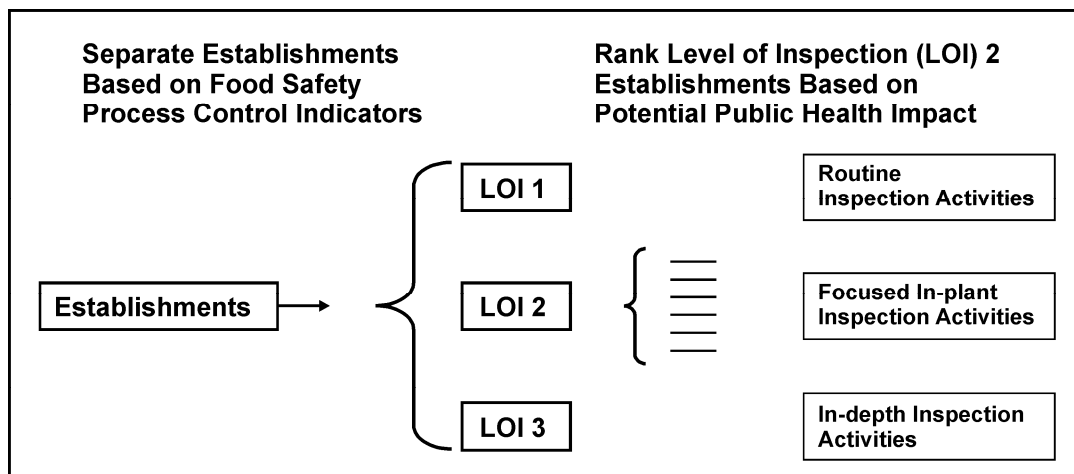 Separate Establishments
Based on Food Safety
Process Control Indicators
Rank Level of Inspection (LOI) 2
Establishments Based on
Potential Public Health Impact
Establishments
LOI 1
LOI 2
LOI 3
Routine
Inspection Activities
Focused In-plant
Inspection Activities
In-depth Inspection
Activities